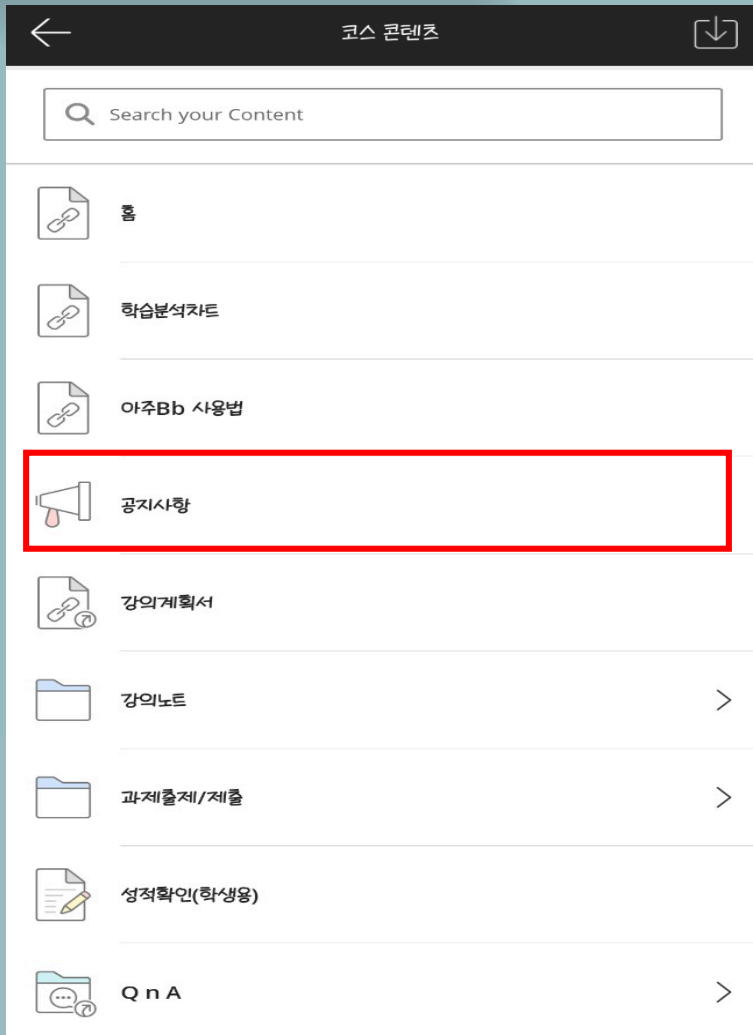 코스 콘텐츠
Search your Content
홈
학습분석차트
아주Bb 사용법
공지사항
강의계획서
강의노트
과제출제/제출
성적확인(학생용)
Q n A